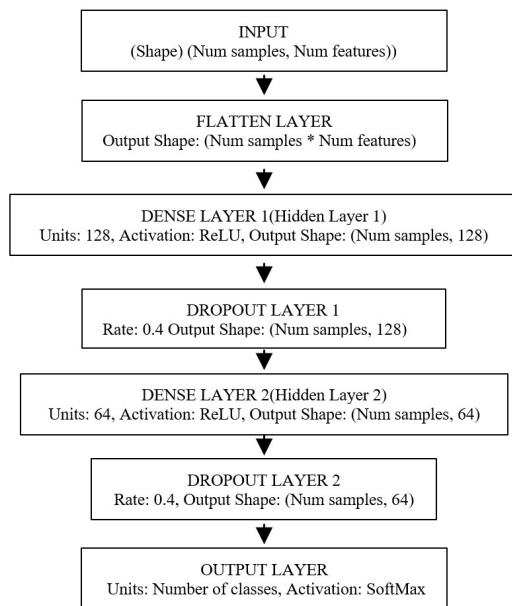 INPUT
(Shape) (Num samples, Num features))
FLATTEN LAYER
Output Shape: (Num samples * Num features)
DENSE LAYER 1(Hidden Layer 1)
Units: 128, Activation: ReLU, Output Shape: (Num samples, 128)
DROPOUT LAYER 1
Rate: 0.4 Output Shape: (Num samples, 128)
DENSE LAYER 2(Hidden Layer 2)
Units: 64, Activation: ReLU, Output Shape: (Num samples, 64)
DROPOUT LAYER 2
Rate: 0.4, Output Shape: (Num samples, 64)
OUTPUT LAYER
Units: Number of classes, Activation: SoftMax